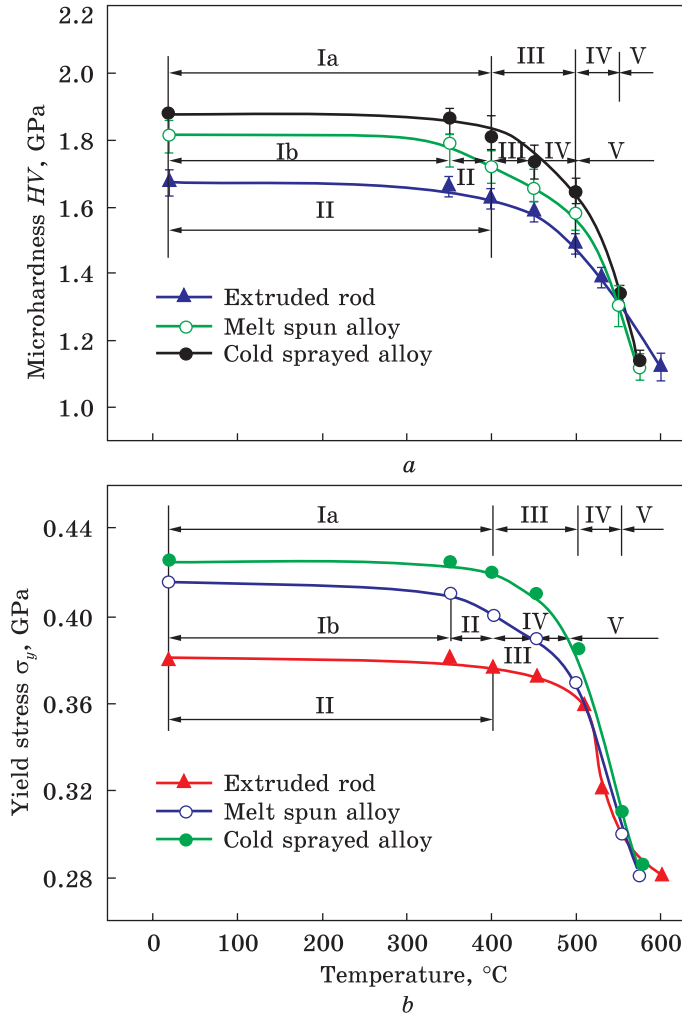 2.2
Ia
III
IV
V
2.0
1.8
Ib
II
III
IV
V
1.6
II
1.4
1.2
1.0
Microhardness HV, GPa
Extruded rod
Melt spun alloy
Cold sprayed alloy
a
Ia
III
IV
V
0.44
0.40
Ib
II
III
IV
V
0.36
II
0.32
0.28
Yield stress σy, GPa
Extruded rod
Melt spun alloy
Cold sprayed alloy
0 100 200 300 400 500 600
Temperature, °C
b